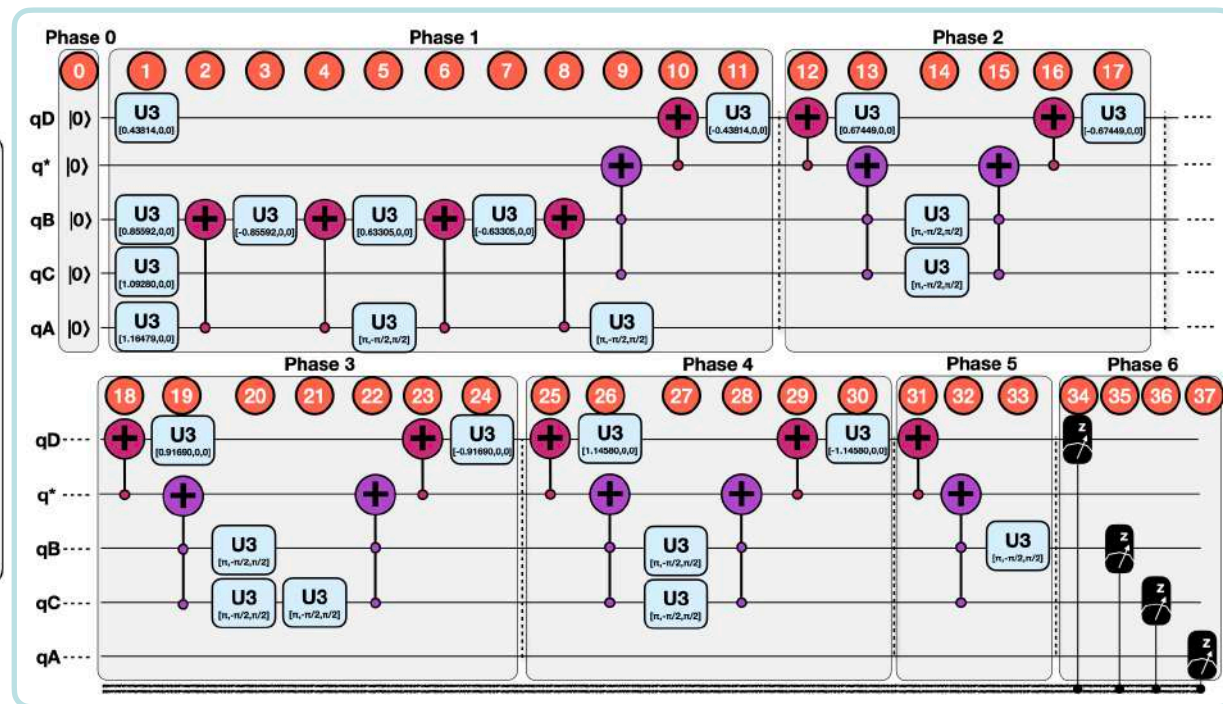 Phase 0 Phase 1 Phase 2
0 1 2 3 4 5 6 7 8 9 10 11 12 13 14 15 16 17
qD |0⟩ U3 [0.43814,0,0] U3 [-0.43814,0,0] U3 [0.67449,0,0] U3 [-0.67449,0,0]
q* |0⟩
qB |0⟩ U3 [0.85592,0,0] U3 [-0.85592,0,0] U3 [0.63305,0,0] U3 [-0.63305,0,0] U3 [π,-π/2,π/2]
qC |0⟩ U3 [1.09280,0,0] U3 [π,-π/2,π/2]
qA |0⟩ U3 [1.16479,0,0] U3 [π,-π/2,π/2] U3 [π,-π/2,π/2]
Phase 3 Phase 4 Phase 5 Phase 6
18 19 20 21 22 23 24 25 26 27 28 29 30 31 32 33 34 35 36 37
qD U3 [0.91690,0,0] U3 [-0.91690,0,0] U3 [1.14580,0,0] U3 [-1.14580,0,0] z
q*
qB U3 [π,-π/2,π/2] U3 [π,-π/2,π/2] U3 [π,-π/2,π/2] z
qC U3 [π,-π/2,π/2] U3 [π,-π/2,π/2] U3 [π,-π/2,π/2] z
qA z